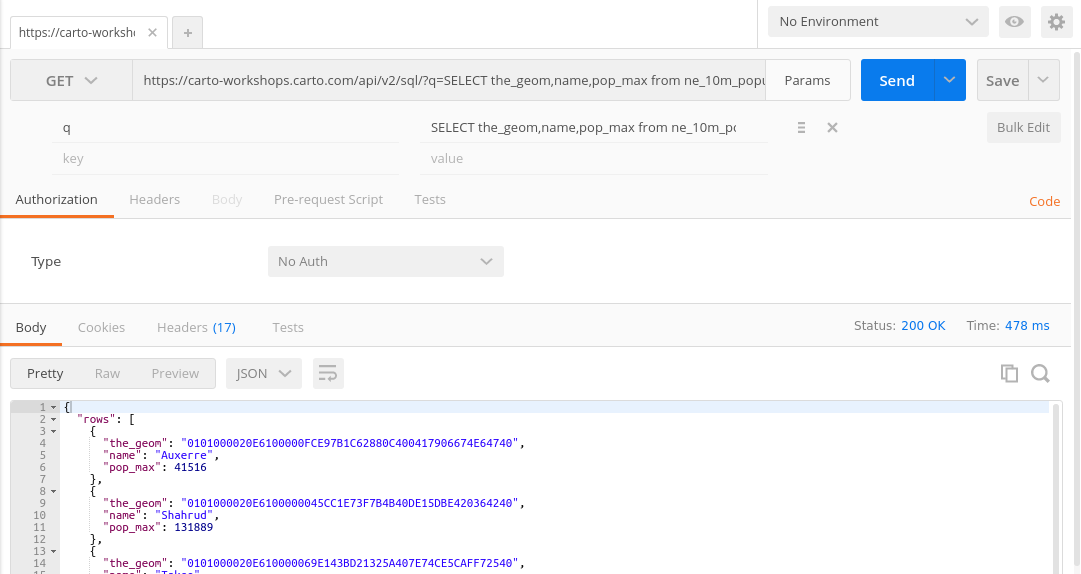 https://carto-worksh
No Environment
GET https://carto-workshops.carto.com/api/v2/sql/?q=SELECT the_geom,name,pop_max from ne_10m_popu Params Send Save
q SELECT the_geom,name,pop_max from ne_10m_po Bulk Edit
key value
Authorization Headers Body Pre-request Script Tests Code
Type No Auth
Body Cookies Headers (17) Tests Status: 200 OK Time: 478 ms
Pretty Raw Preview JSON
1 {
2 "rows": [
3 {
4 "the_geom": "0101000020E6100000FCE97B1C62880C400417906674E64740",
5 "name": "Auxerre",
6 "pop_max": 41516
7 },
8 {
9 "the_geom": "0101000020E6100000045CC1E73F7B4B40DE15DBE420364240",
10 "name": "Shahrud",
11 "pop_max": 131889
12 },
13 {
14 "the_geom": "0101000020E610000069E143BD21325A407E74CE5CAFF72540",